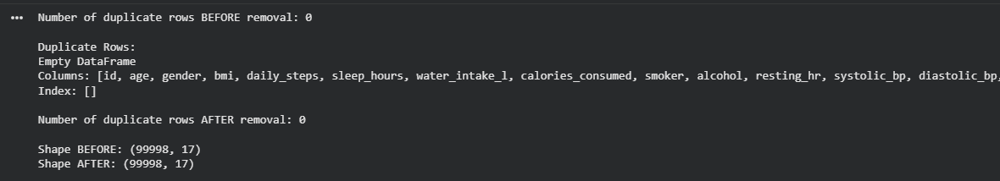 Number of duplicate rows BEFORE removal: 0
Duplicate Rows:
Empty DataFrame
Columns: [id, age, gender, bmi, daily_steps, sleep_hours, water_intake_l, calories_consumed, smoker, alcohol, resting_hr, systolic_bp, diastolic_bp,
Index: []
Number of duplicate rows AFTER removal: 0
Shape BEFORE: (99998, 17)
Shape AFTER: (99998, 17)